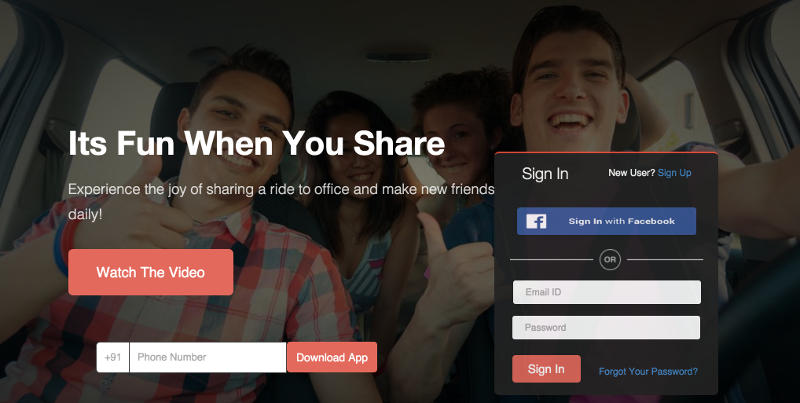 Its Fun When You Share
Experience the joy of sharing a ride to office and make new friends
daily!
Watch The Video
+91 Phone Number Download App
Sign In New User? Sign Up
Sign In with Facebook
OR
Email ID
Password
Sign In Forgot Your Password?